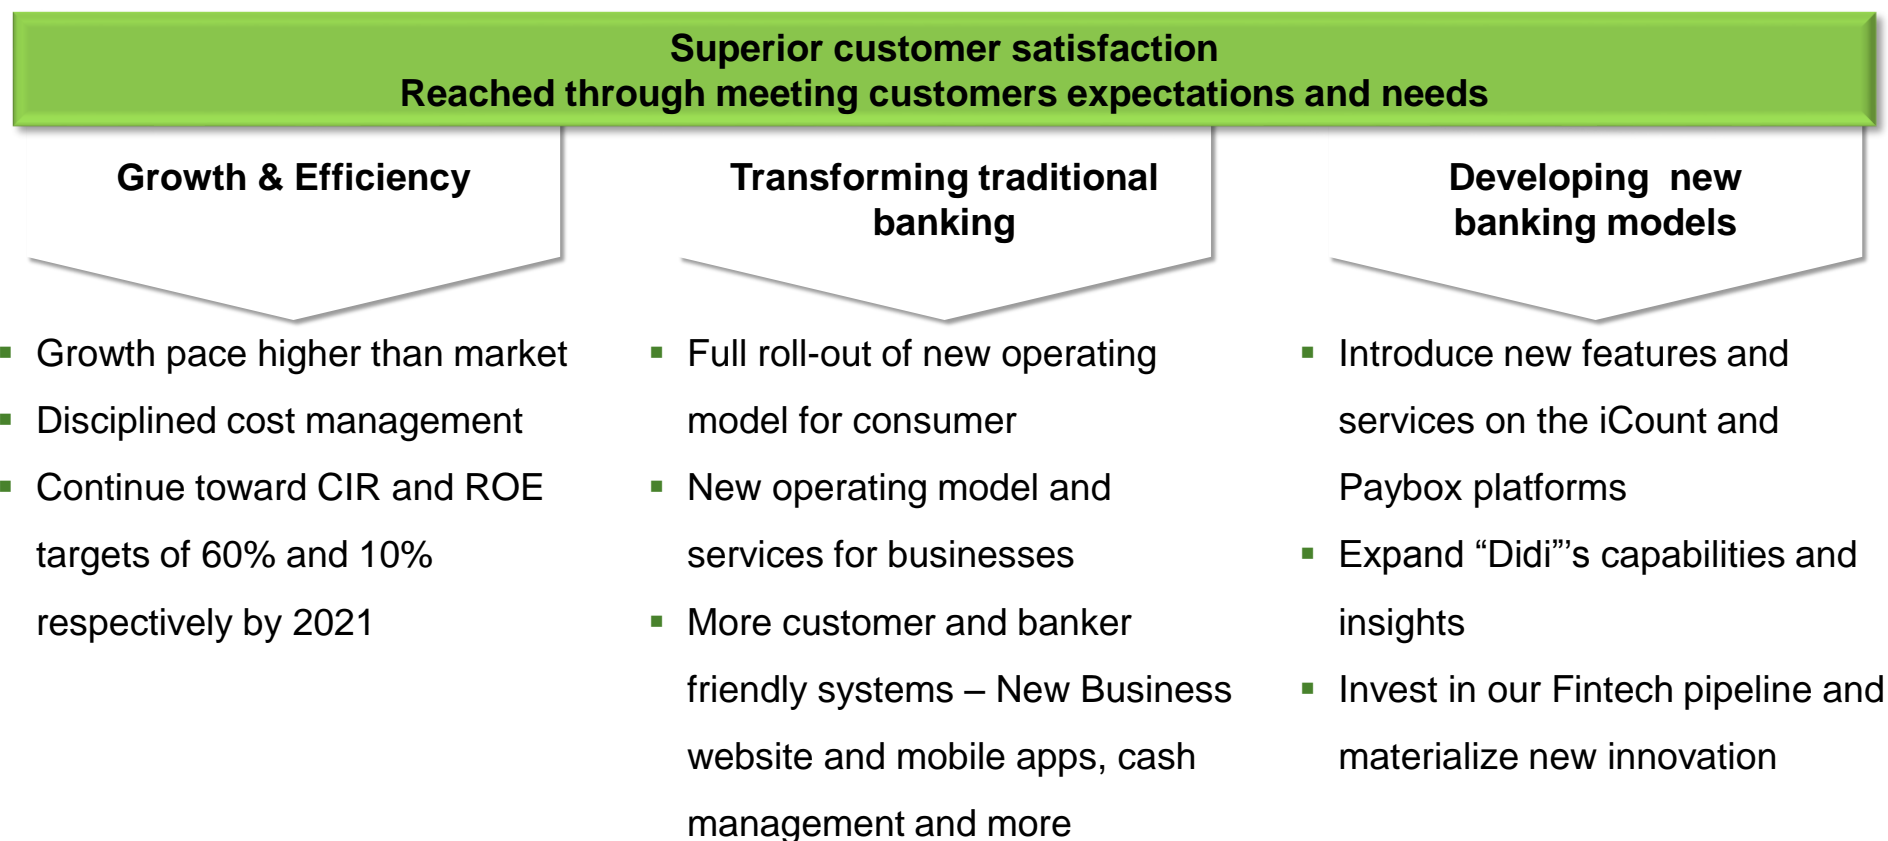 Superior customer satisfaction
Reached through meeting customers expectations and needs
Growth & Efficiency
▪ Growth pace higher than market
▪ Disciplined cost management
▪ Continue toward CIR and ROE
targets of 60% and 10%
respectively by 2021
Transforming traditional
banking
▪ Full roll-out of new operating
model for consumer
▪ New operating model and
services for businesses
▪ More customer and banker
friendly systems – New Business
website and mobile apps, cash
management and more
Developing  new
banking models
▪ Introduce new features and
services on the iCount and
Paybox platforms
▪ Expand “Didi”’s capabilities and
insights
▪ Invest in our Fintech pipeline and
materialize new innovation